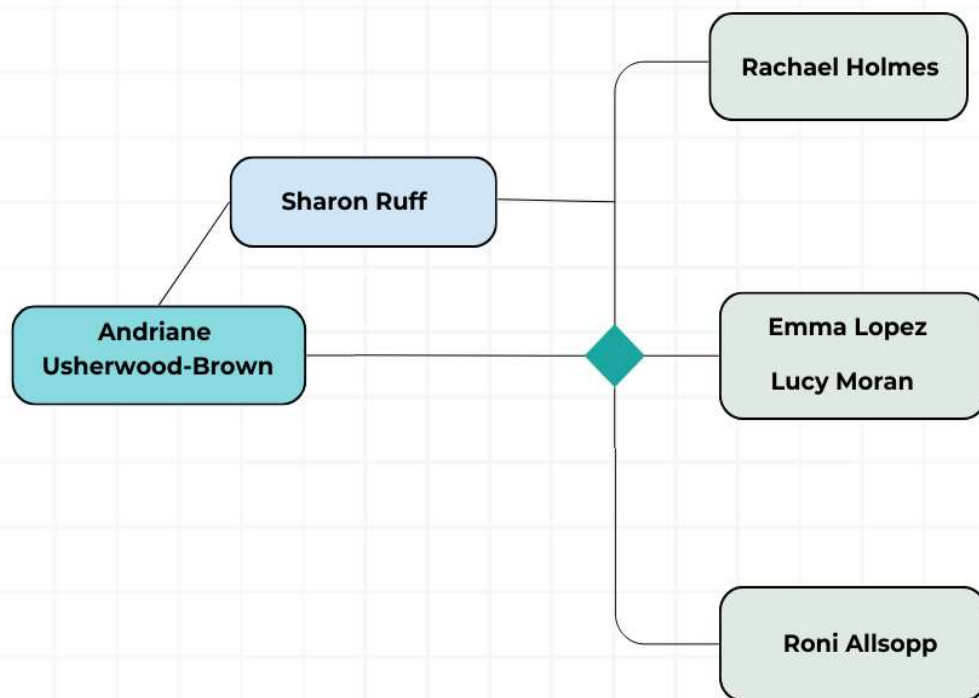 Rachael Holmes
Sharon Ruff
Andriane
Usherwood-Brown
Emma Lopez
Lucy Moran
Roni Allsopp